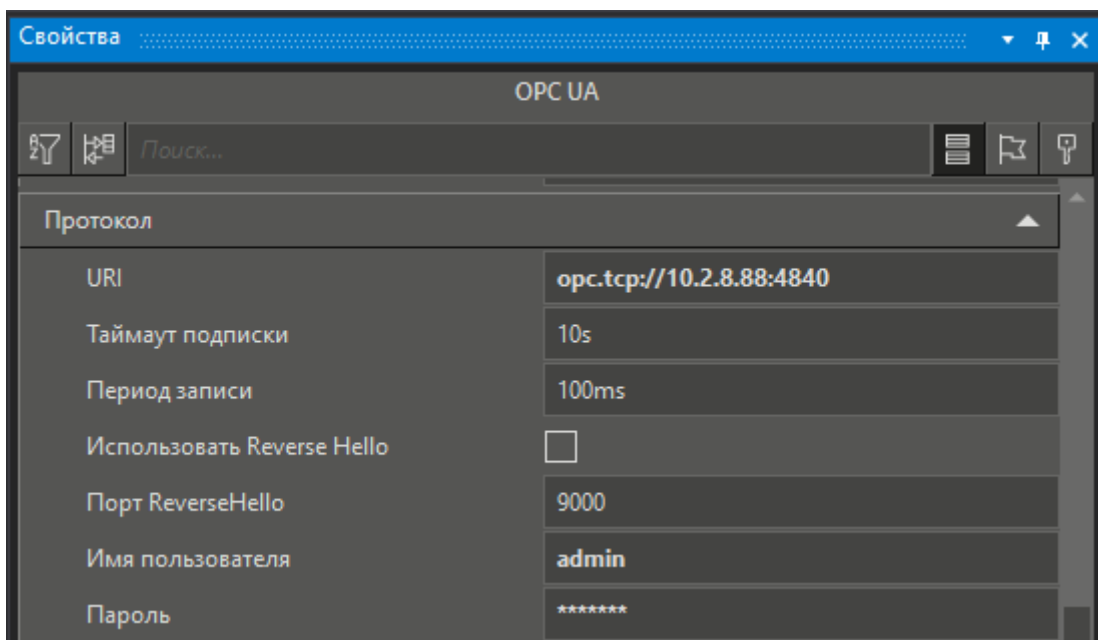 Свойства
OPC UA
Поиск...
Протокол
URI opc.tcp://10.2.8.88:4840
Таймаут подписки 10s
Период записи 100ms
Использовать Reverse Hello
Порт ReverseHello 9000
Имя пользователя admin
Пароль *******